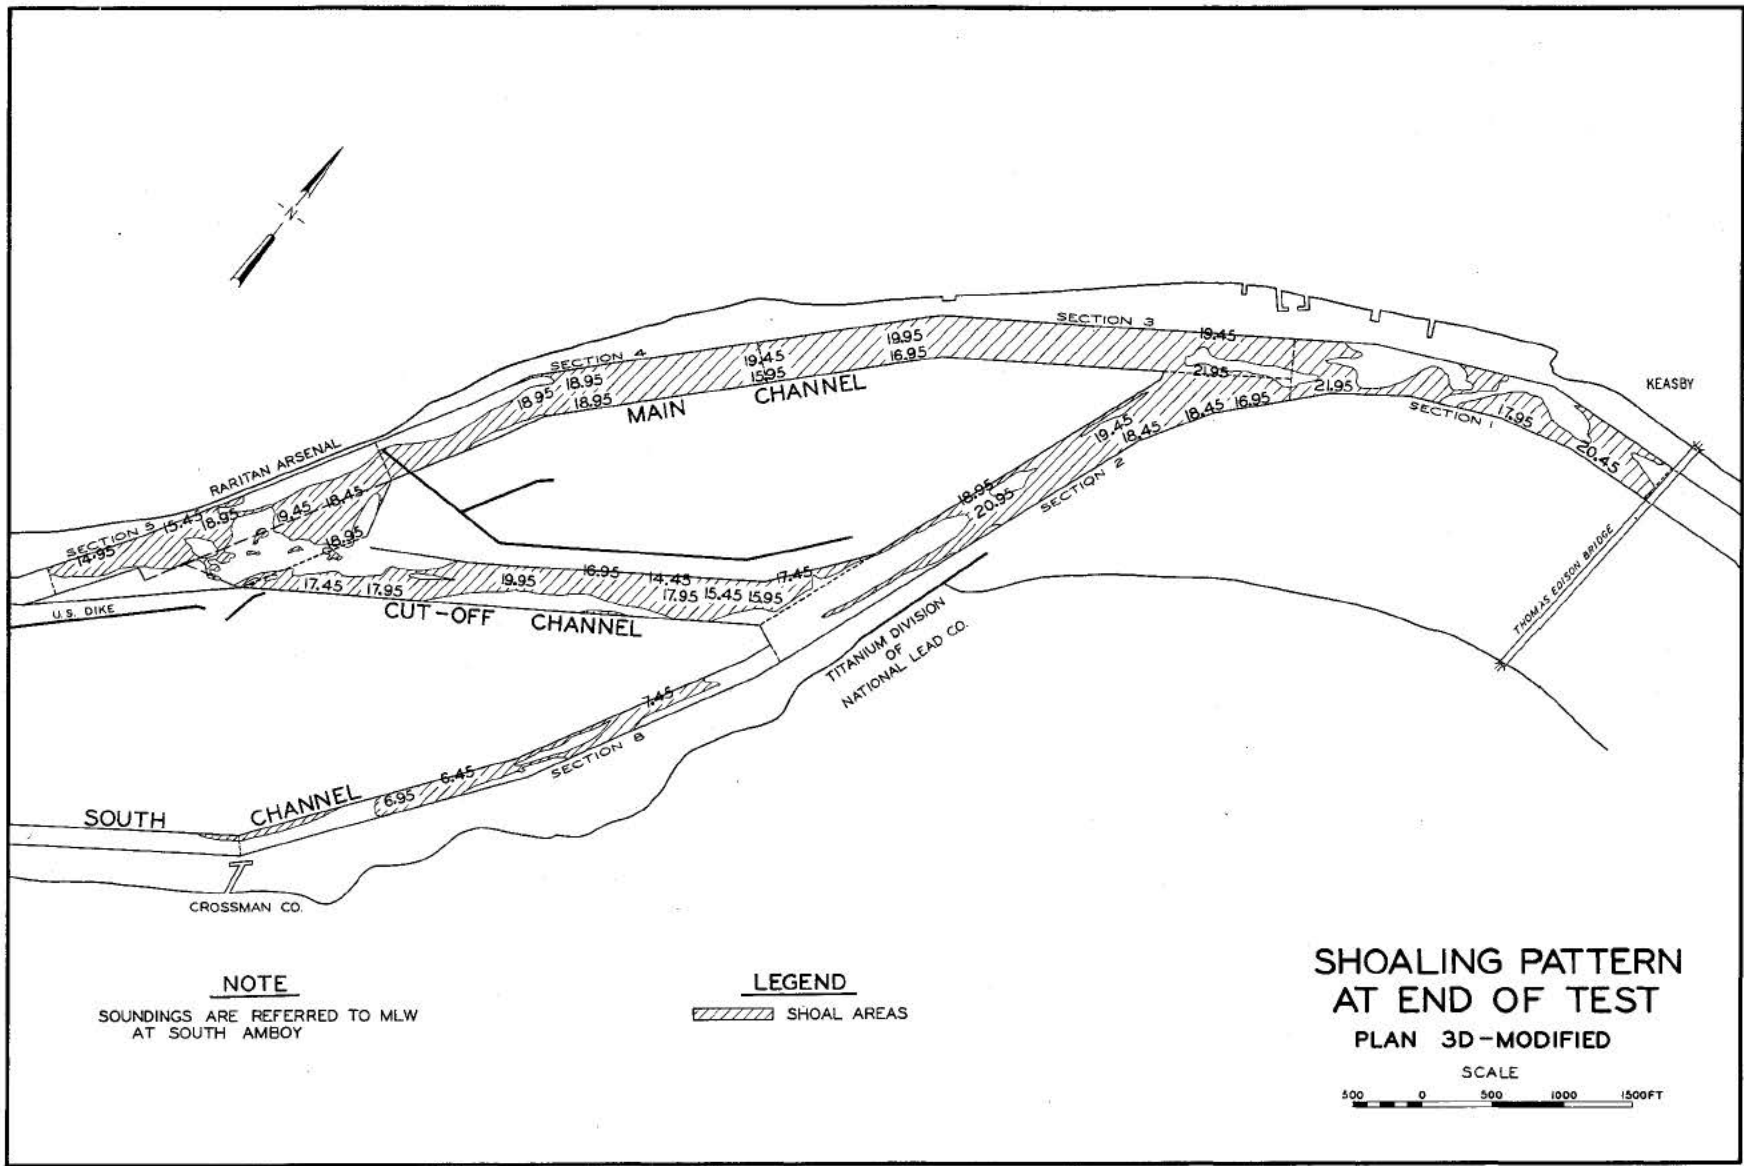 N
SECTION 3
SECTION 4
19.45
19.95
16.95
19.45
15.95
18.95
18.95
18.95
MAIN CHANNEL
21.95
21.95
KEASBY
SECTION 1
17.95
20.45
19.45
18.45
18.45
16.95
SECTION 2
18.95
20.95
RARITAN ARSENAL
SECTION 5
14.95
15.45
18.95
19.45
18.45
18.95
THOMAS EDISON BRIDGE
U.S. DIKE
17.45
17.95
19.95
16.95
14.45
17.45
17.95
15.45
15.95
CUT-OFF CHANNEL
TITANIUM DIVISION
OF
NATIONAL LEAD CO.
7.45
SECTION 8
6.45
6.95
SOUTH CHANNEL
CROSSMAN CO.
NOTE
SOUNDINGS ARE REFERRED TO MLW
AT SOUTH AMBOY
LEGEND
SHOAL AREAS
SHOALING PATTERN
AT END OF TEST
PLAN 3D-MODIFIED
SCALE
500 0 500 1000 1500FT